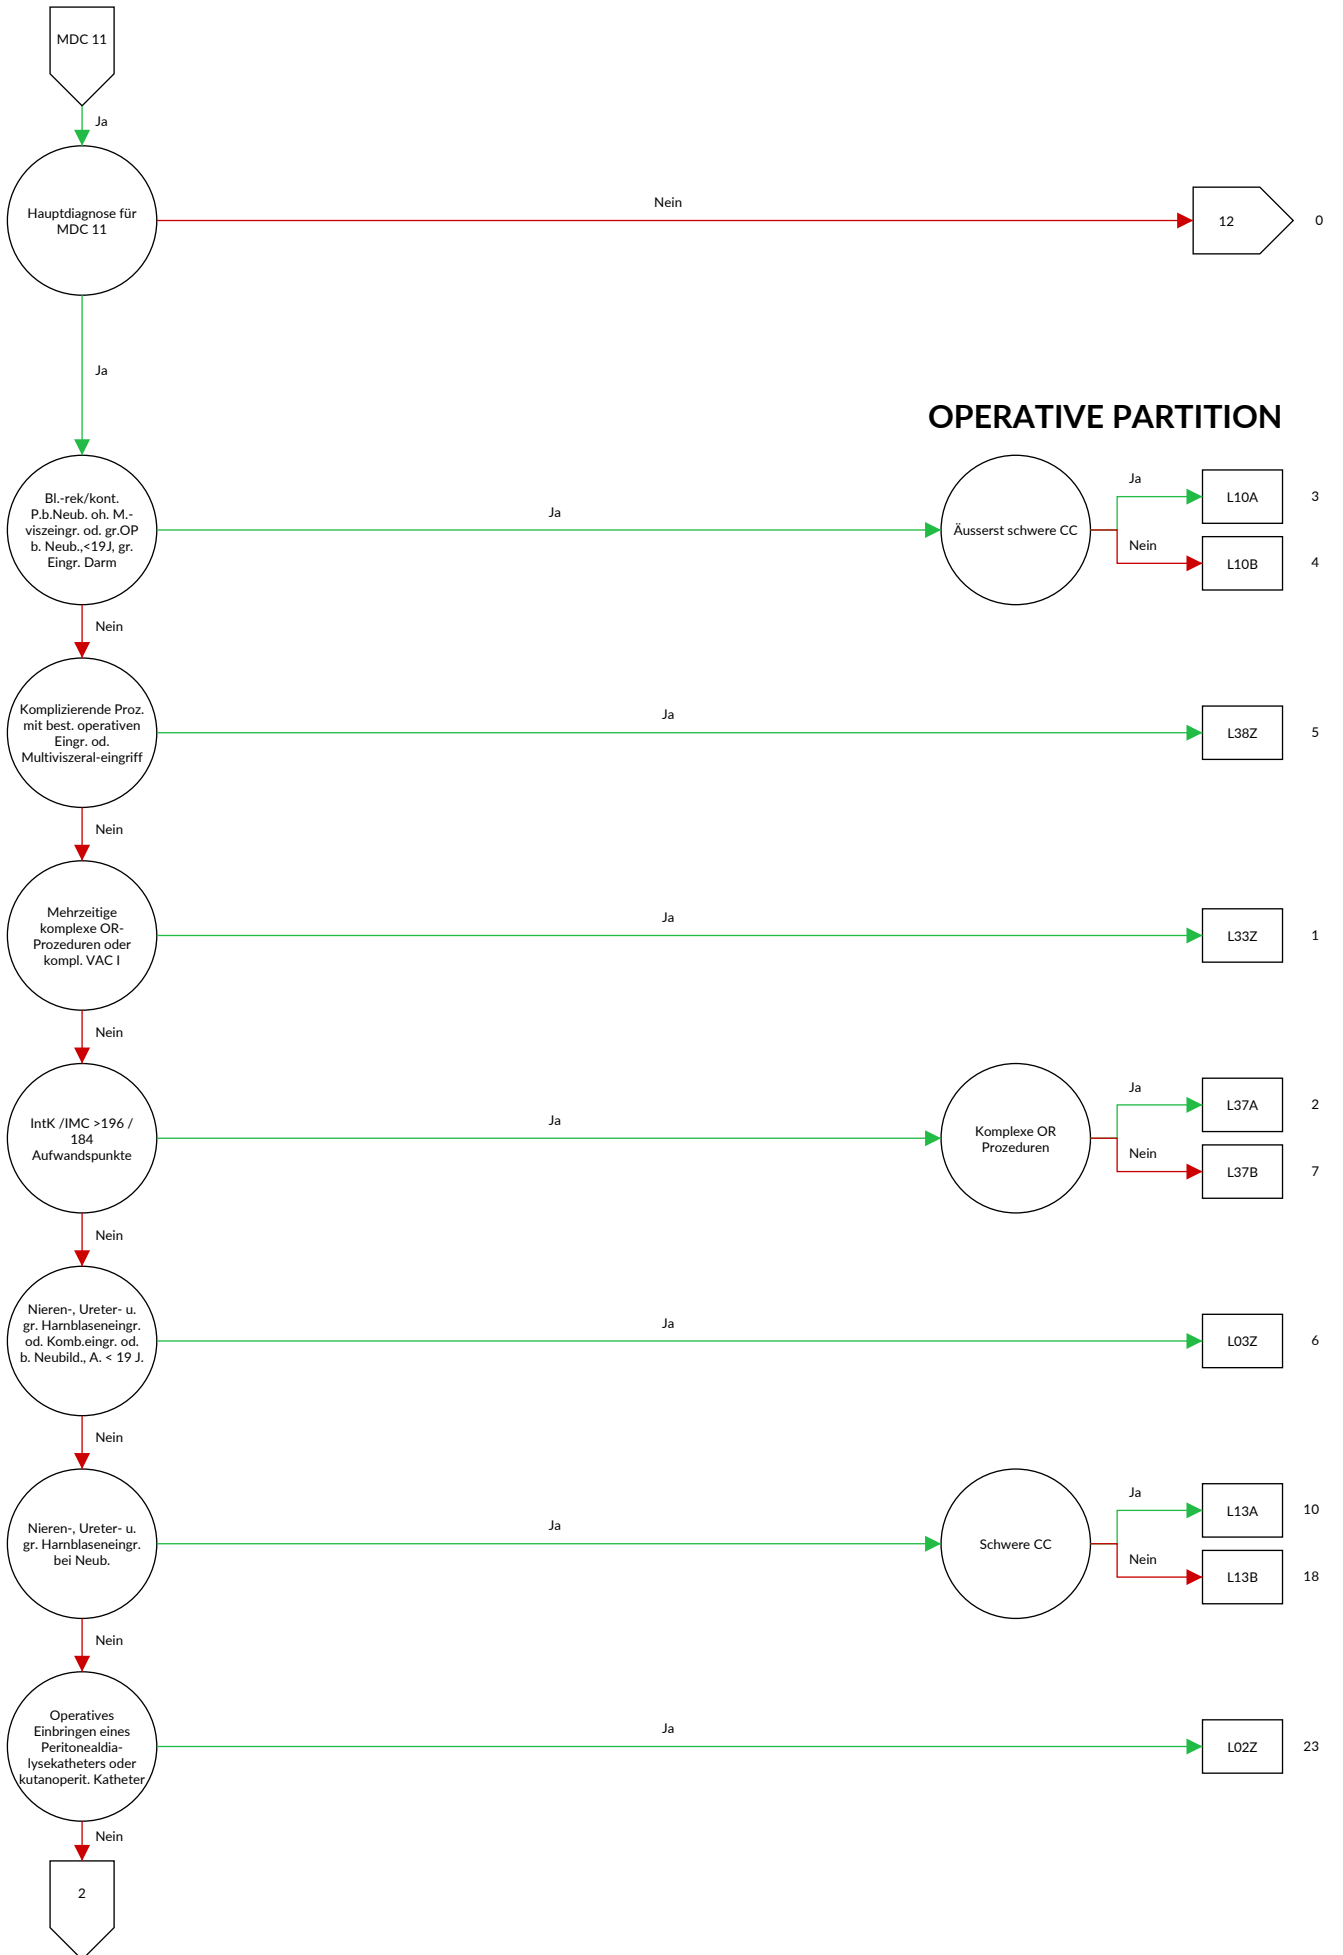 MDC 11
Ja
Hauptdiagnose für
MDC 11
Nein
12
0
Ja
OPERATIVE PARTITION
Bl.-rek/kont.
P.b.Neub. oh. M.-
viszeingr. od. gr.OP
b. Neub.,<19J, gr.
Eingr. Darm
Ja
Äusserst schwere CC
Ja
L10A
3
Nein
L10B
4
Nein
Komplizierende Proz.
mit best. operativen
Eingr. od.
Multiviszeral-eingriff
Ja
L38Z
5
Nein
Mehrzeitige
komplexe OR-
Prozeduren oder
kompl. VAC I
Ja
L33Z
1
Nein
IntK /IMC >196 /
184
Aufwandspunkte
Ja
Komplexe OR
Prozeduren
Ja
L37A
2
Nein
L37B
7
Nein
Nieren-, Ureter- u.
gr. Harnblaseneingr.
od. Komb.eingr. od.
b. Neubild., A. < 19 J.
Ja
L03Z
6
Nein
Nieren-, Ureter- u.
gr. Harnblaseneingr.
bei Neub.
Ja
Schwere CC
Ja
L13A
10
Nein
L13B
18
Nein
Operatives
Einbringen eines
Peritonealdia-
lysekatheters oder
kutanoperit. Katheter
Ja
L02Z
23
Nein
2